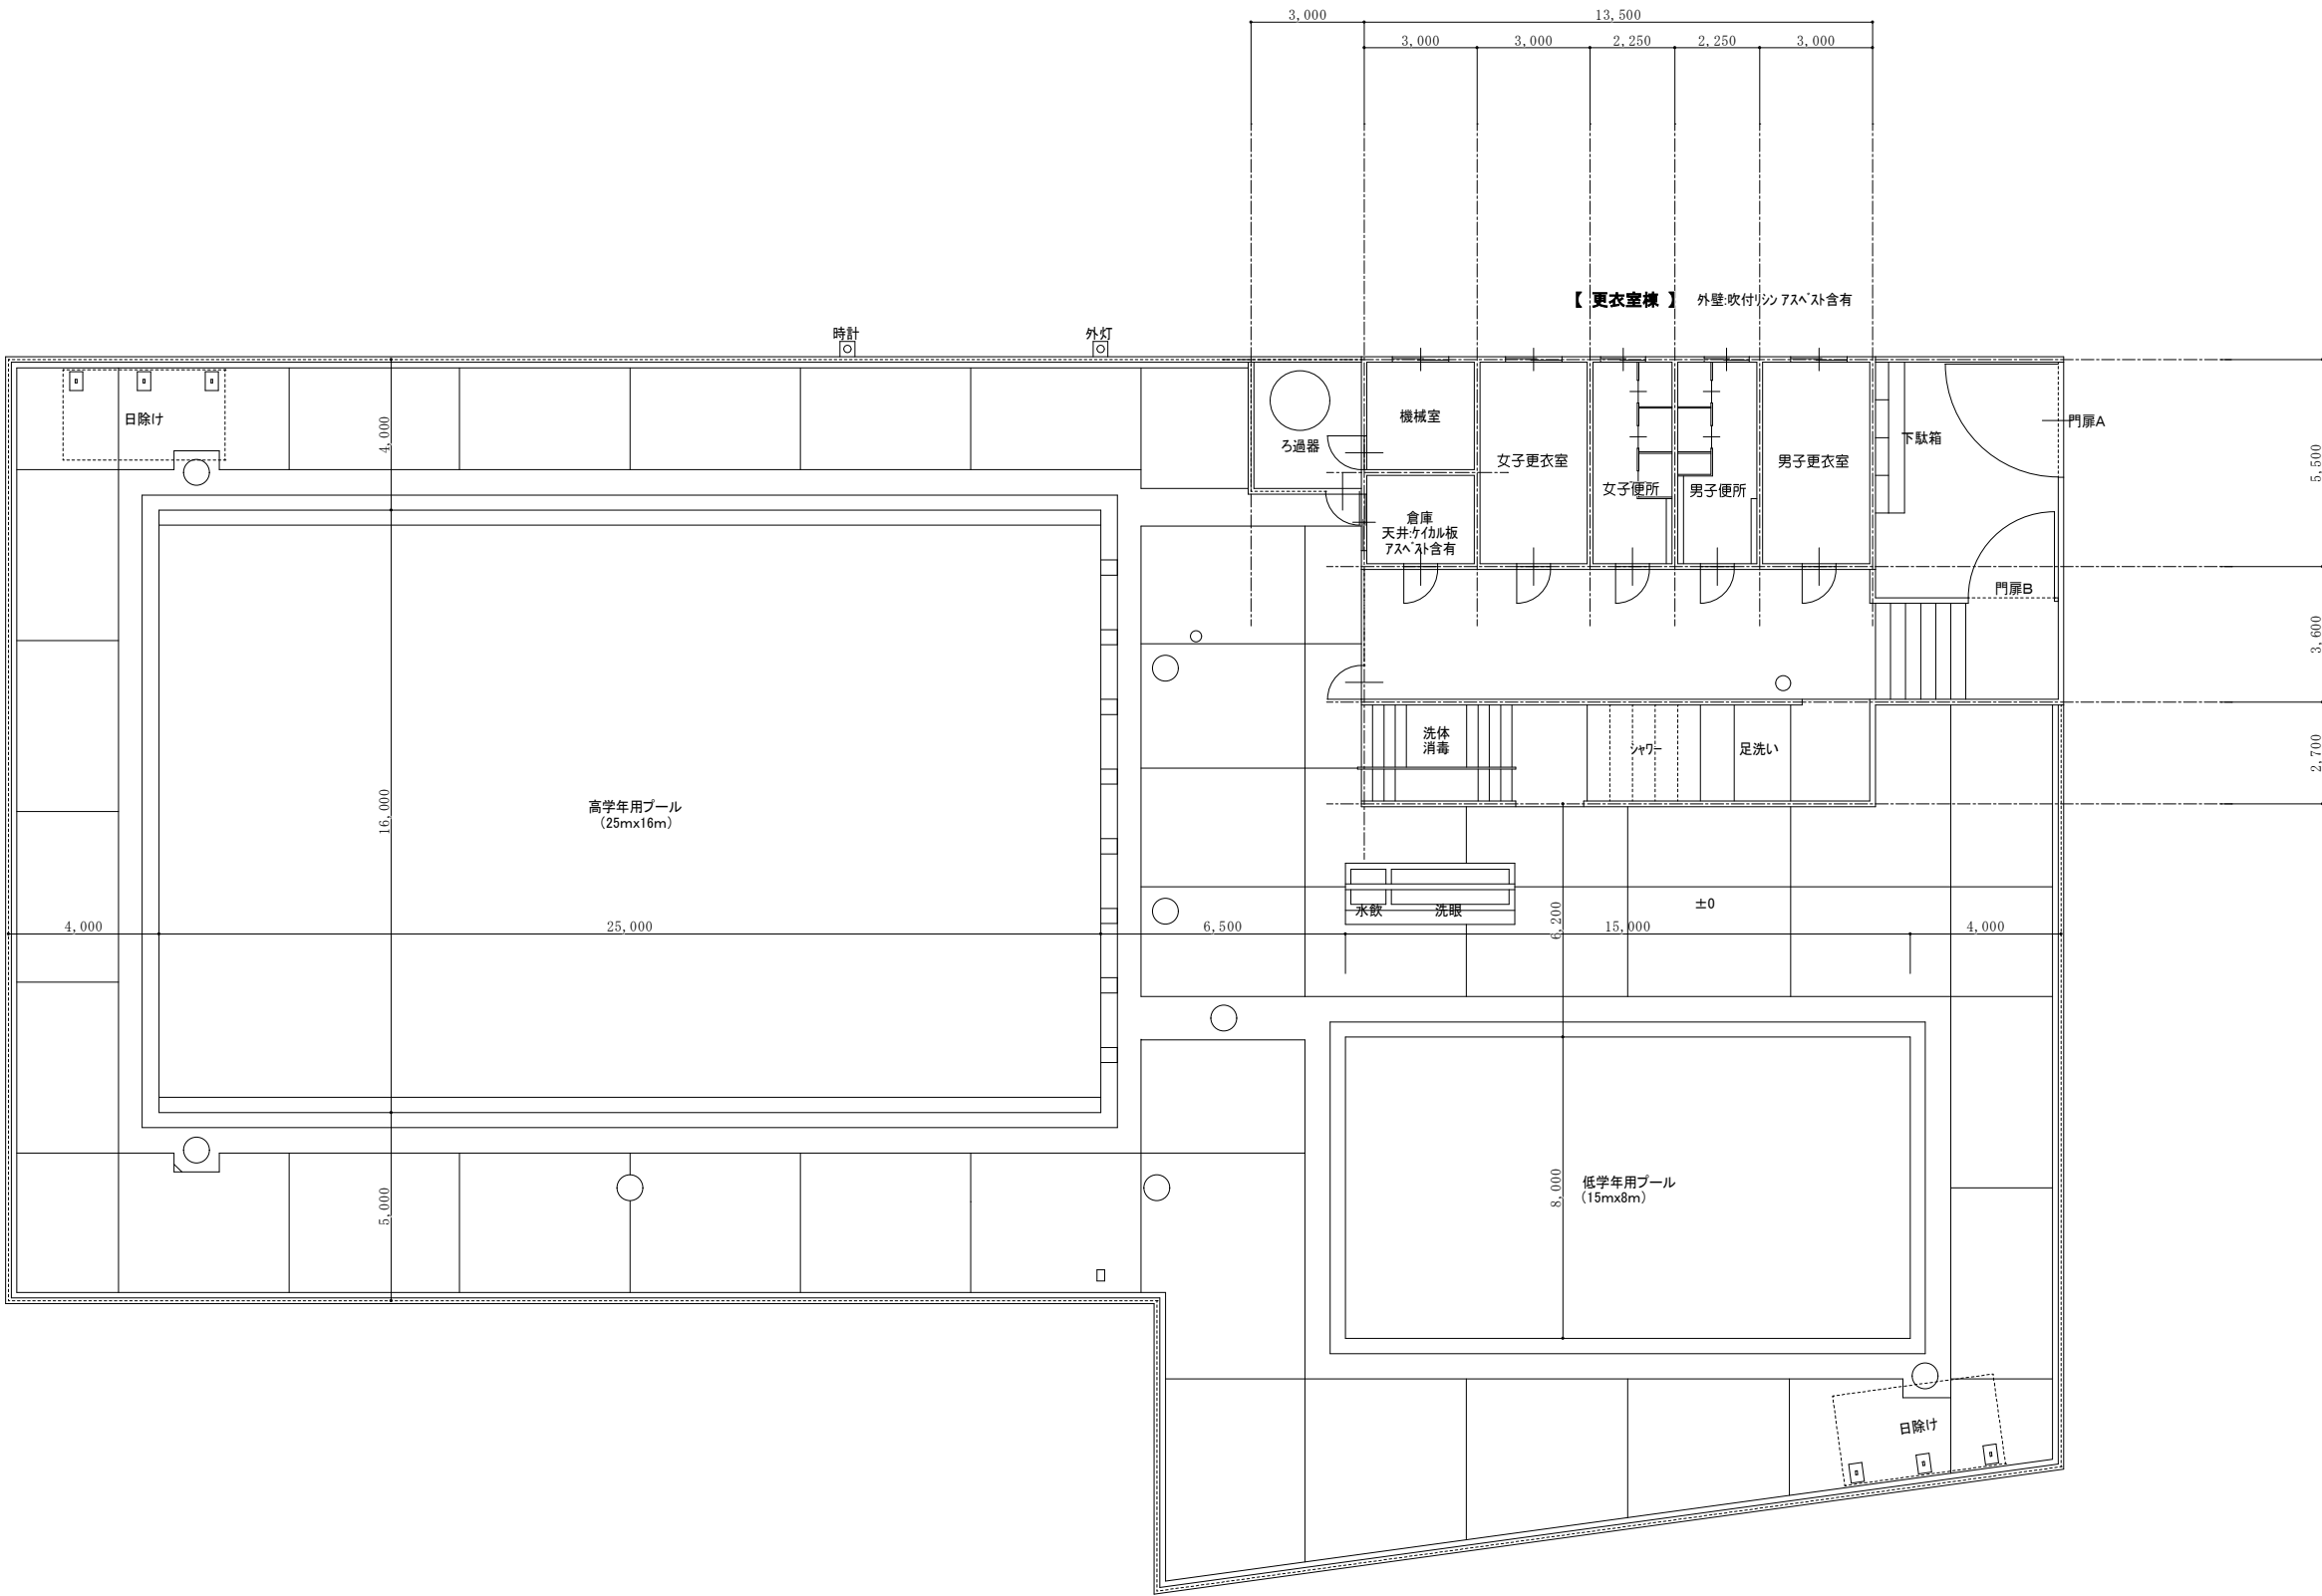 3,000
13,500
3,000
3,000
2,250
2,250
3,000
【 更衣室棟 】 外壁:吹付リシン アスベスト含有
時計
外灯
日除け
4,000
ろ過器
機械室
女子更衣室
女子便所
男子便所
男子更衣室
下駄箱
門扉A
5,500
倉庫
天井:ケイカル板
アスベスト含有
門扉B
3,600
洗体
消毒
シャワー
足洗い
2,700
高学年用プール
(25mx16m)
16,000
水飲
洗眼
±0
4,000
25,000
6,500
6,200
15,000
4,000
5,000
8,000
低学年用プール
(15mx8m)
日除け